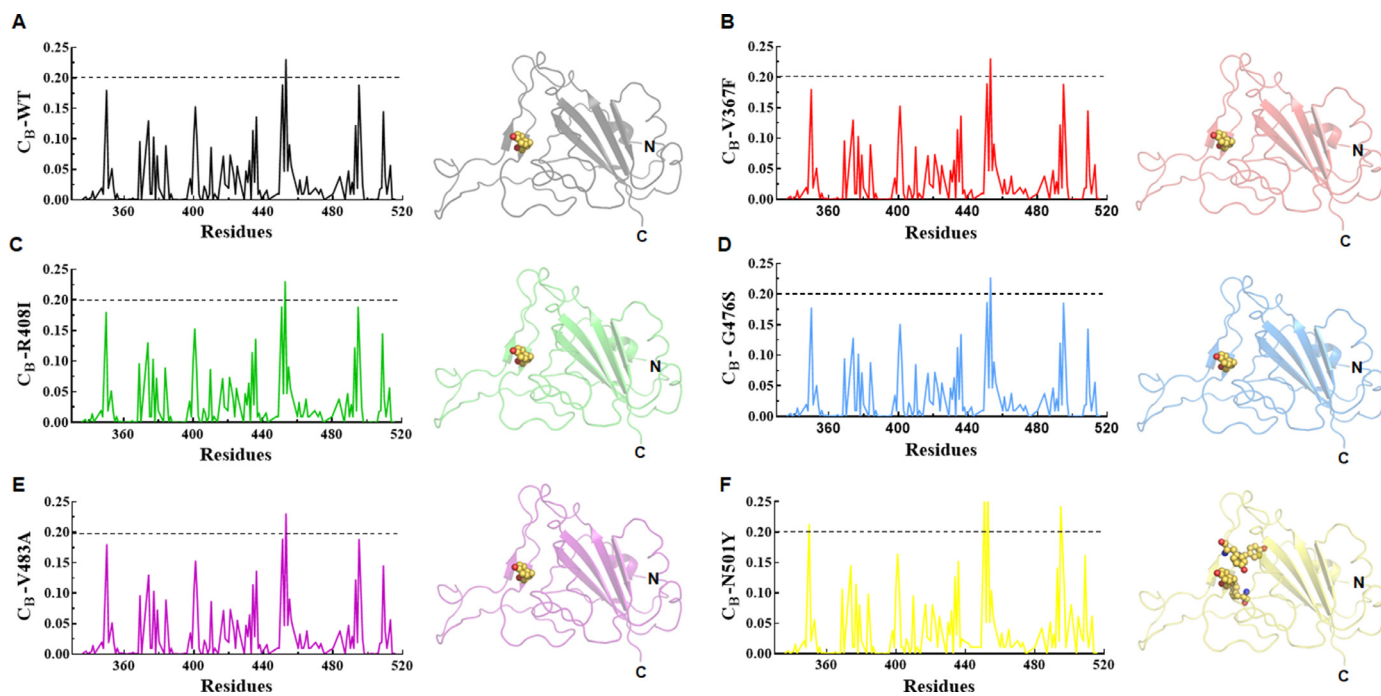 A
C_B-WT
0.25
0.20
0.15
0.10
0.05
0.00
360 400 440 480 520
Residues
N
C
B
C_B-V367F
0.25
0.20
0.15
0.10
0.05
0.00
360 400 440 480 520
Residues
N
C
C
C_B-R408I
0.25
0.20
0.15
0.10
0.05
0.00
360 400 440 480 520
Residues
N
C
D
C_B- G476S
0.25
0.20
0.15
0.10
0.05
0.00
360 400 440 480 520
Residues
N
C
E
C_B-V483A
0.25
0.20
0.15
0.10
0.05
0.00
360 400 440 480 520
Residues
N
C
F
C_B-N501Y
0.25
0.20
0.15
0.10
0.05
0.00
360 400 440 480 520
Residues
N
C